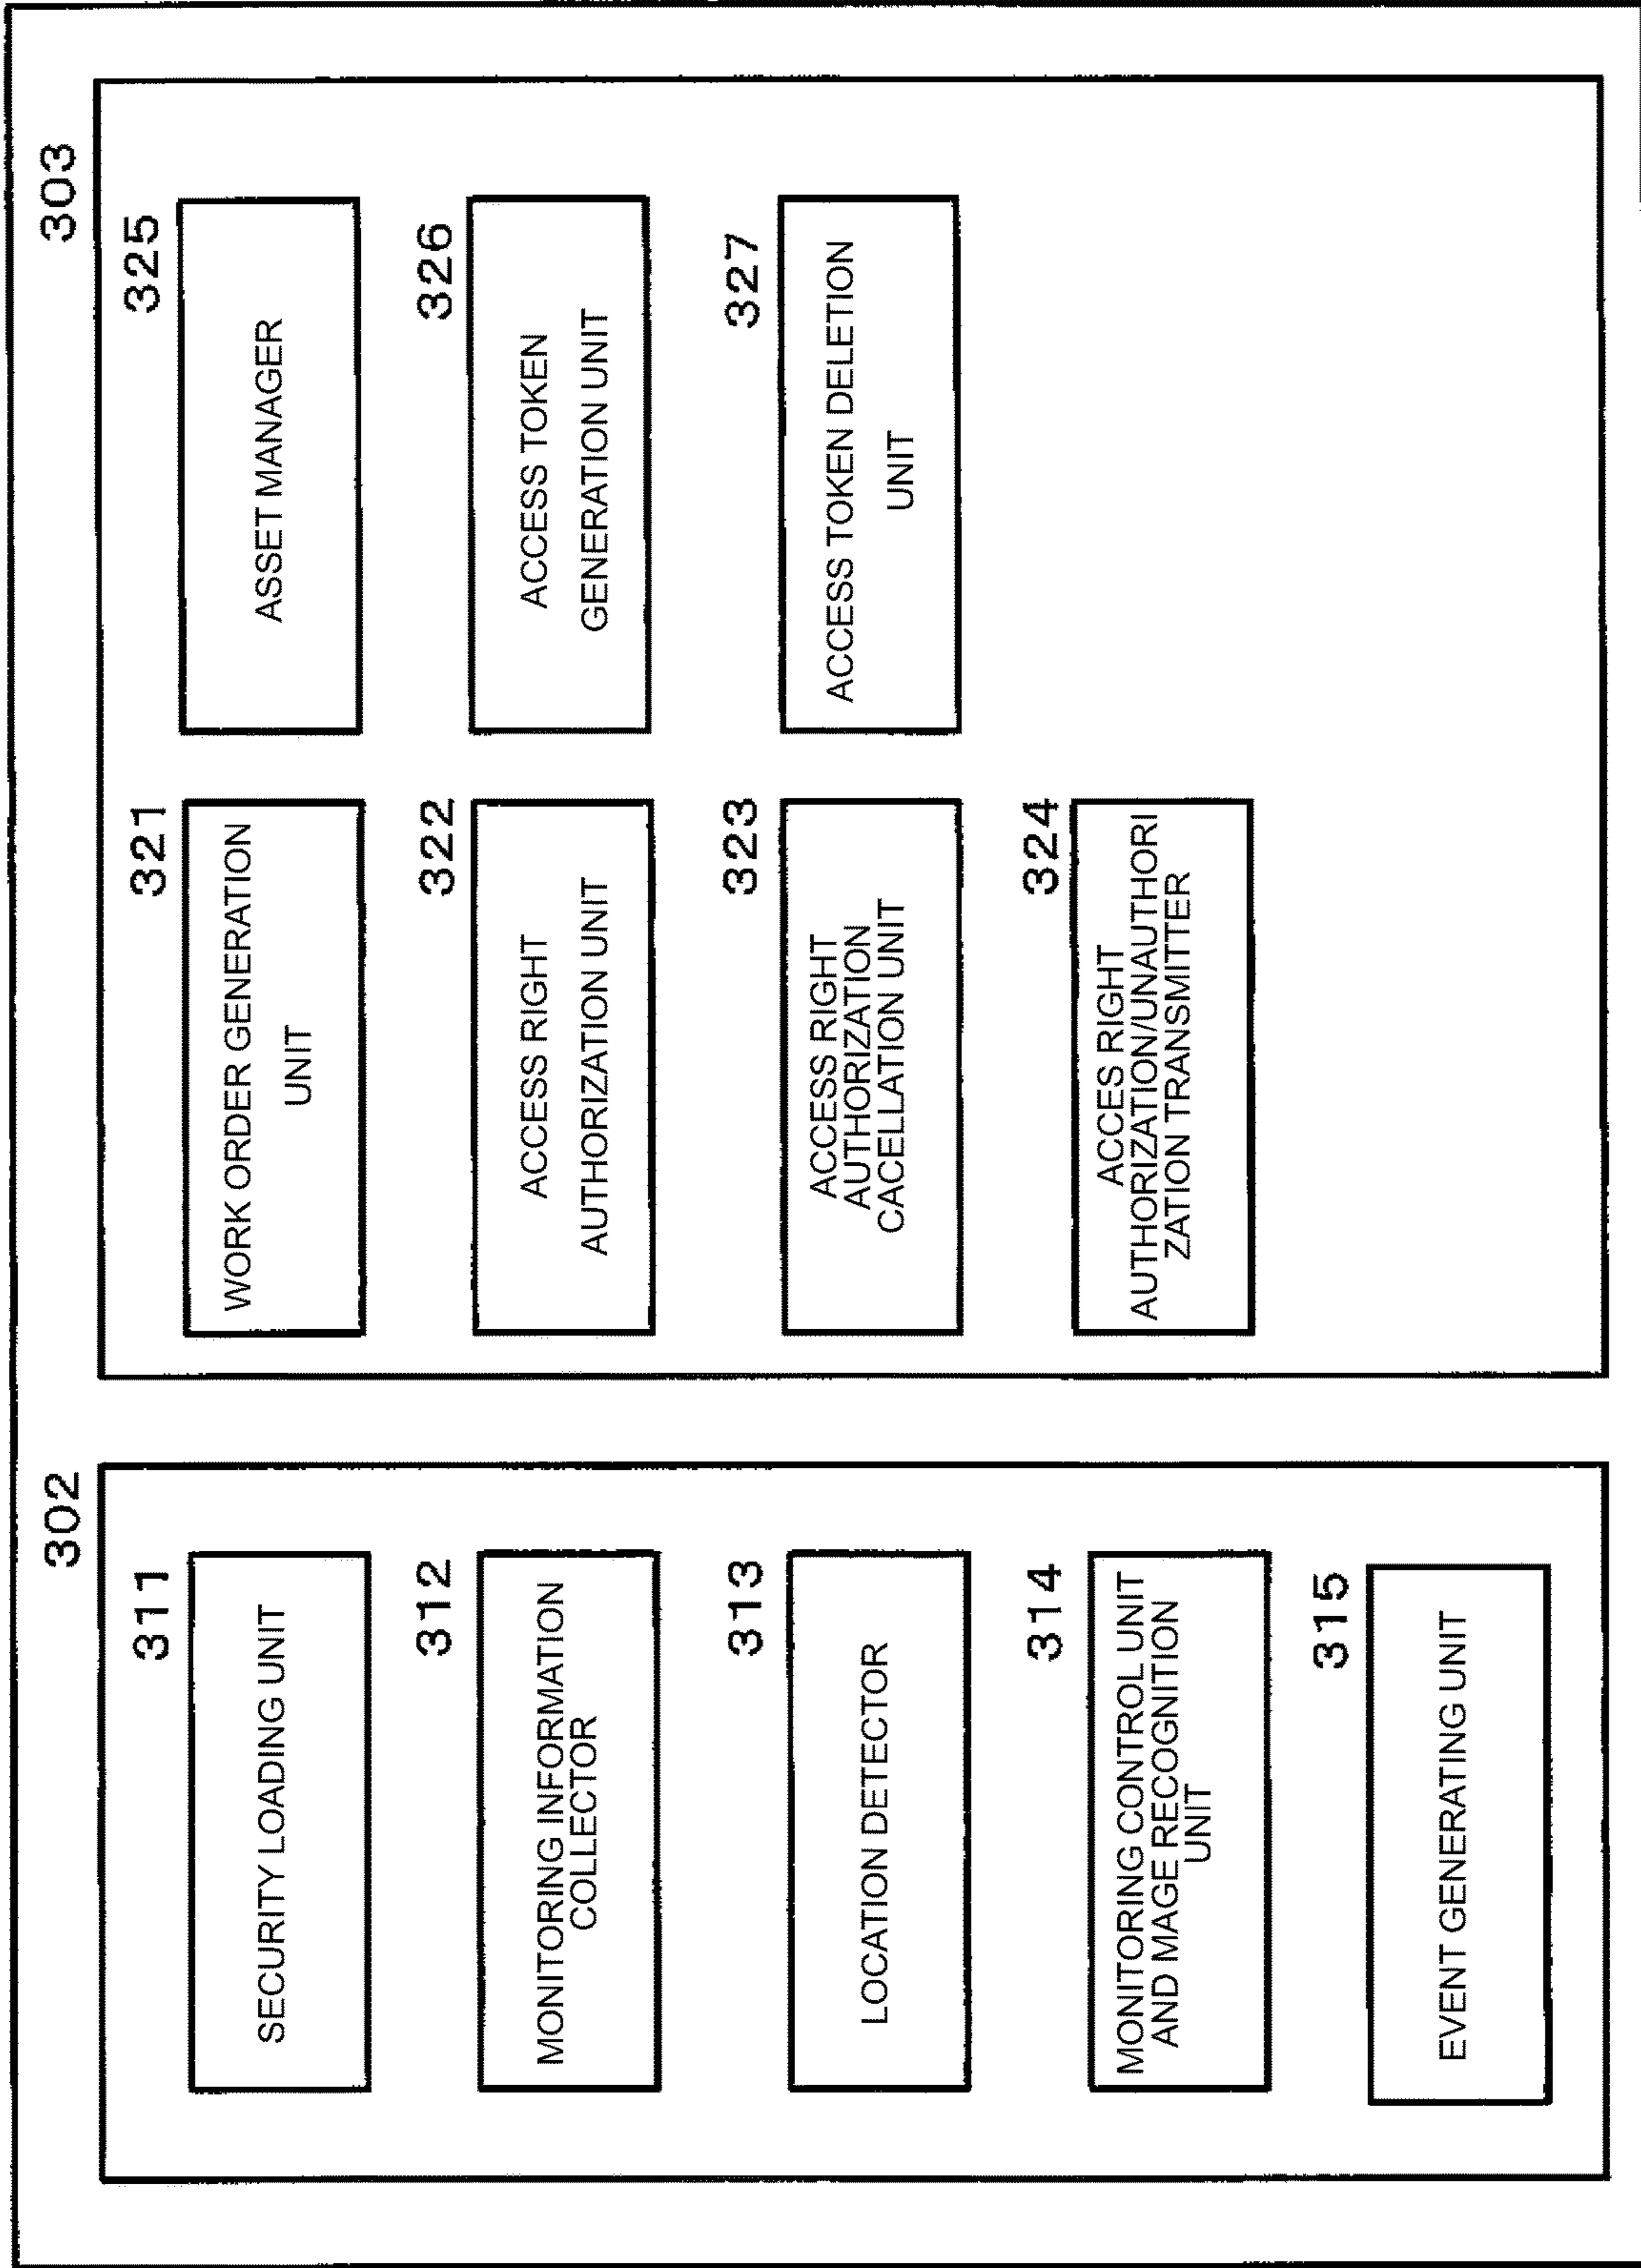 302
311
SECURITY LOADING UNIT
312
MONITORING INFORMATION
COLLECTOR
313
LOCATION DETECTOR
314
MONITORING CONTROL UNIT
AND MAGE RECOGNITION
UNIT
315
EVENT GENERATING UNIT
303
321
WORK ORDER GENERATION
UNIT
322
ACCESS RIGHT
AUTHORIZATION UNIT
323
ACCESS RIGHT
AUTHORIZATION
CACELLATION UNIT
324
ACCES RIGHT
AUTHORIZATION/UNAUTHORI
ZATION TRANSMITTER
325
ASSET MANAGER
326
ACCESS TOKEN
GENERATION UNIT
327
ACCESS TOKEN DELETION
UNIT